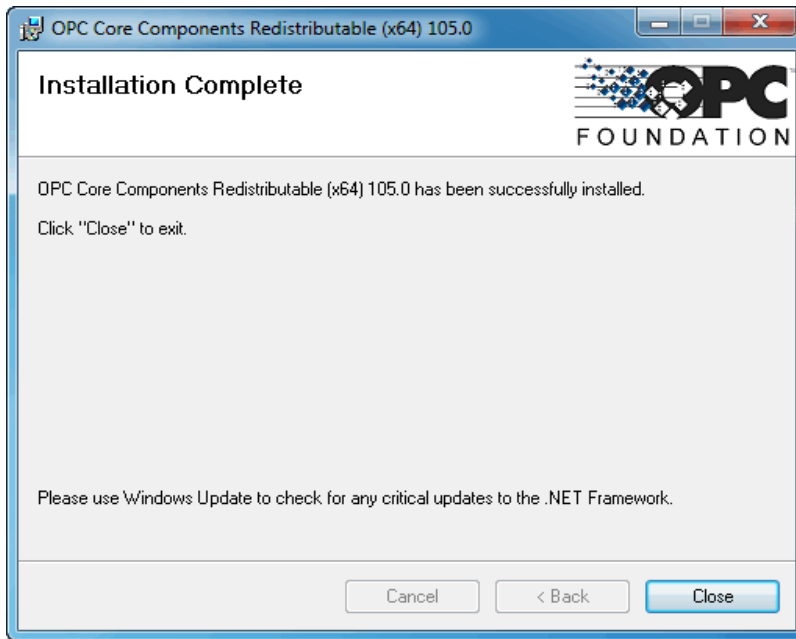 OPC Core Components Redistributable (x64) 105.0
Installation Complete
OPC
FOUNDATION
OPC Core Components Redistributable (x64) 105.0 has been successfully installed.
Click "Close" to exit.
Please use Windows Update to check for any critical updates to the .NET Framework.
Cancel
< Back
Close